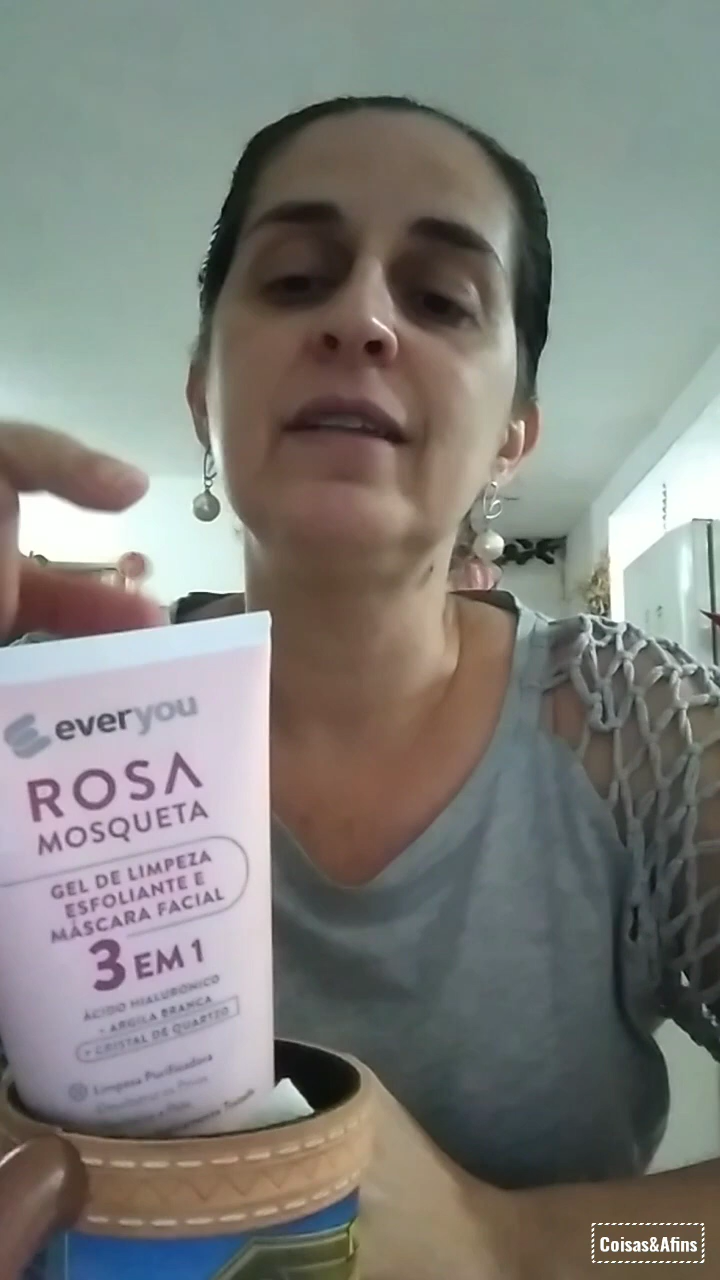 everyou
ROSA
MOSQUETA
GEL DE LIMPEZA
ESFOLIANTE E
MÁSCARA FACIAL
3 EM 1
ÁCIDO HIALURÔNICO
+ ARGILA BRANCA
+ CRISTAL DE QUARTZO
Limpeza Purificadora
Coisas&Afins